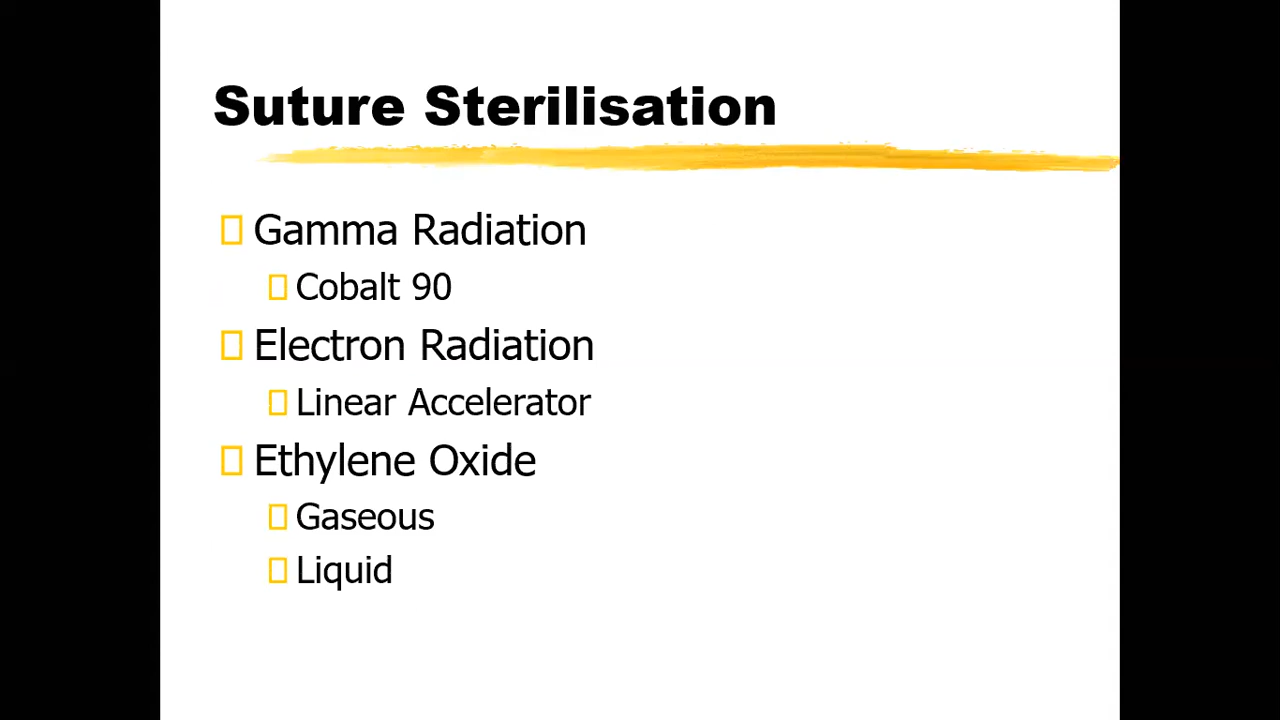 Suture Sterilisation
Gamma Radiation
Cobalt 90
Electron Radiation
Linear Accelerator
Ethylene Oxide
Gaseous
Liquid